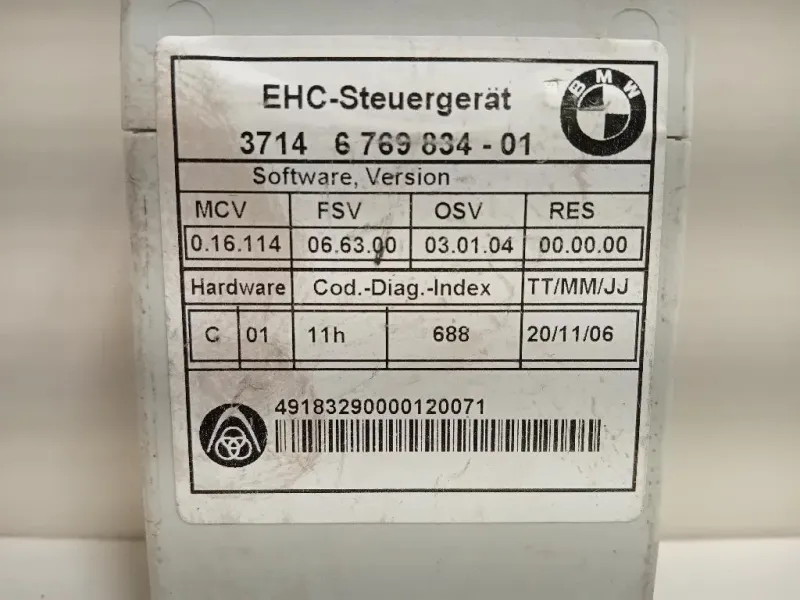 BMW
EHC-Steuergerät
3714 6 769 834 - 01
Software, Version
MCV FSV OSV RES
0.16.114 06.63.00 03.01.04 00.00.00
Hardware Cod.-Diag.-Index TT/MM/JJ
C 01 11h 688 20/11/06
49183290000120071